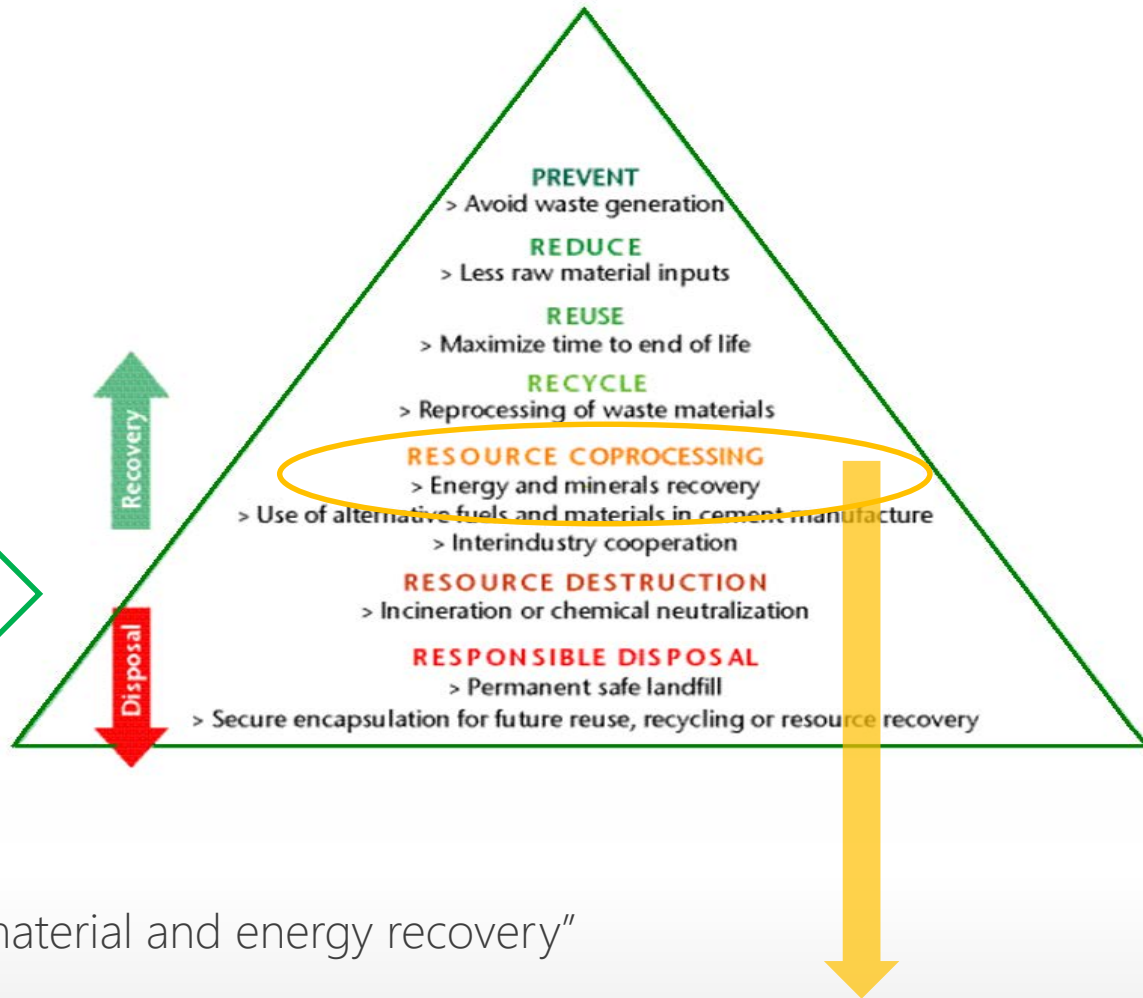 PREVENT
> Avoid waste generation
REDUCE
> Less raw material inputs
REUSE
> Maximize time to end of life
RECYCLE
> Reprocessing of waste materials
RESOURCE COPROCESSING
> Energy and minerals recovery
> Use of alternative fuels and materials in cement manufacture
> Interindustry cooperation
RESOURCE DESTRUCTION
> Incineration or chemical neutralization
RESPONSIBLE DISPOSAL
> Permanent safe landfill
> Secure encapsulation for future reuse, recycling or resource recovery
Recovery
Disposal
material and energy recovery”